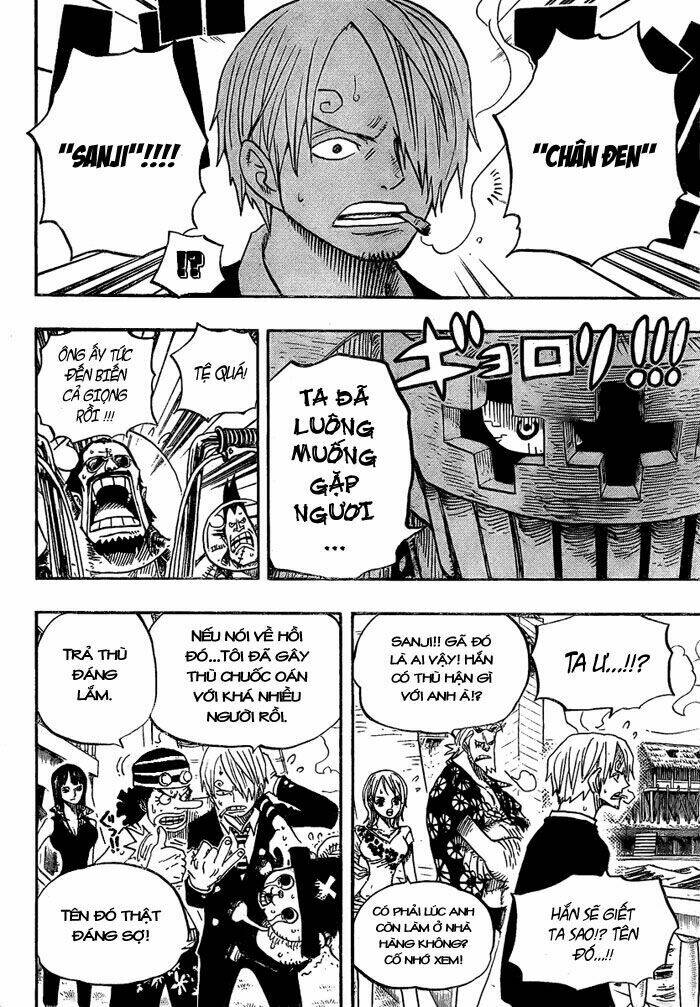 "CHÂN ĐEN"
"SANJI"!!!!
!?
ギョロリ!!!
TA ĐÃ
LUÔNG
MUỐNG
GẶP
NGƯƠI
...
TỆ QUÁ!
ÔNG ẤY TỨC
ĐẾN BIẾN
CẢ GIỌNG
RỒI !!!
TA Ư...!!?
SANJI!! GÃ ĐÓ
LÀ AI VẬY! HẮN
CÓ THÙ HẬN GÌ
VỚI ANH À!?
HẮN SẼ GIẾT
TA SAO!? TÊN
ĐÓ...!!
CÓ PHẢI LÚC ANH
CÒN LÀM Ở NHÀ
HÀNG KHÔNG?
CỐ NHỚ XEM!
NẾU NÓI VỀ HỒI
ĐÓ...TÔI ĐÃ GÂY
THÙ CHUỐC OÁN
VỚI KHÁ NHIỀU
NGƯỜI RỒI.
TRẢ THÙ
ĐÁNG
LẮM.
TÊN ĐÓ THẬT
ĐÁNG SỢ!